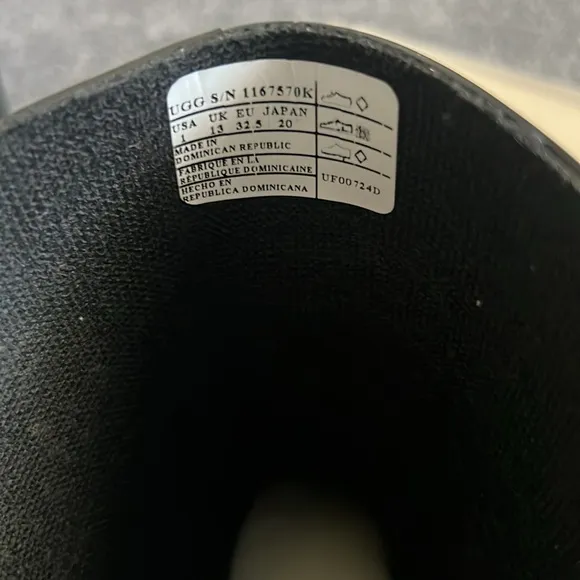 UGG S/N 1167570K
USA UK EU JAPAN
1 13 32.5 20
MADE IN
DOMINICAN REPUBLIC
FABRIQUÉ EN LA
RÉPUBLIQUE DOMINICAINE
HECHO EN
REPUBLICA DOMINICANA
UF00724D